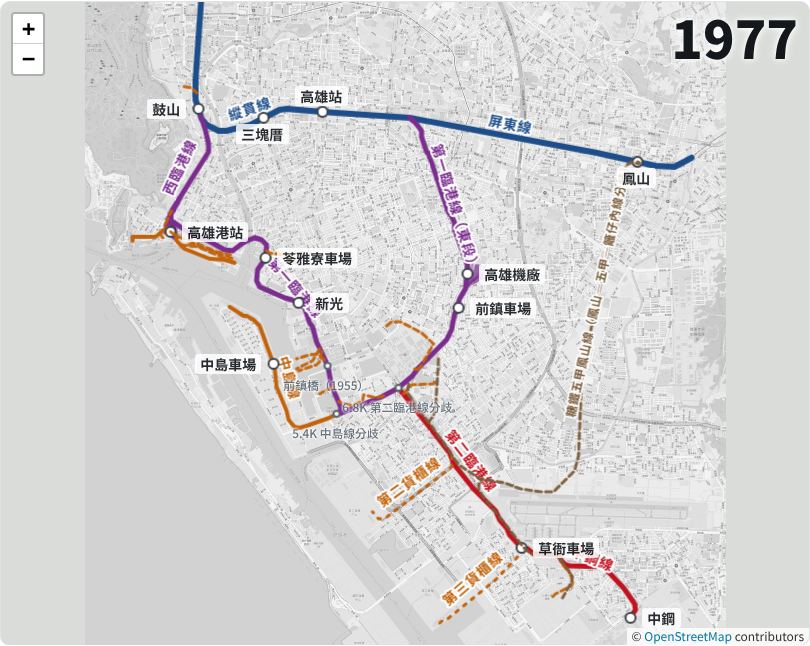 +
−
1977
鼓山
縱貫線
高雄站
三塊厝
屏東線
鳳山
西臨港線
第一臨港線（東段）
高雄港站
苓雅寮車場
高雄機廠
第一臨港
新光
前鎮車場
中島車場
中島
前鎮橋（1955）
6.8K 第二臨港線分歧
5.4K 中島線分歧
糖鐵五甲鳳山線（鳳山—五甲—籬仔內線分
第二臨港線
第二貨櫃線
第三貨櫃線
草衙車場
鋼線
中鋼
© OpenStreetMap contributors